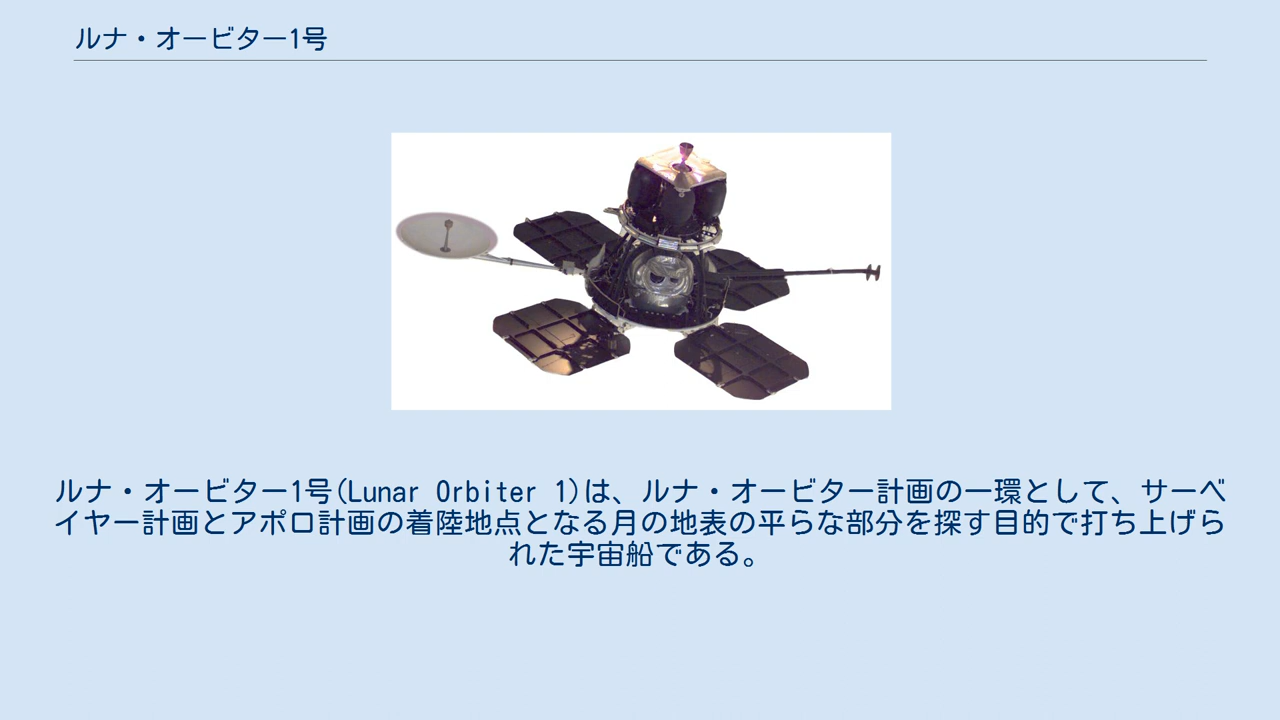 ルナ・オービター1号
ルナ・オービター1号(Lunar Orbiter 1)は、ルナ・オービター計画の一環として、サーベ
イヤー計画とアポロ計画の着陸地点となる月の地表の平らな部分を探す目的で打ち上げら
れた宇宙船である。